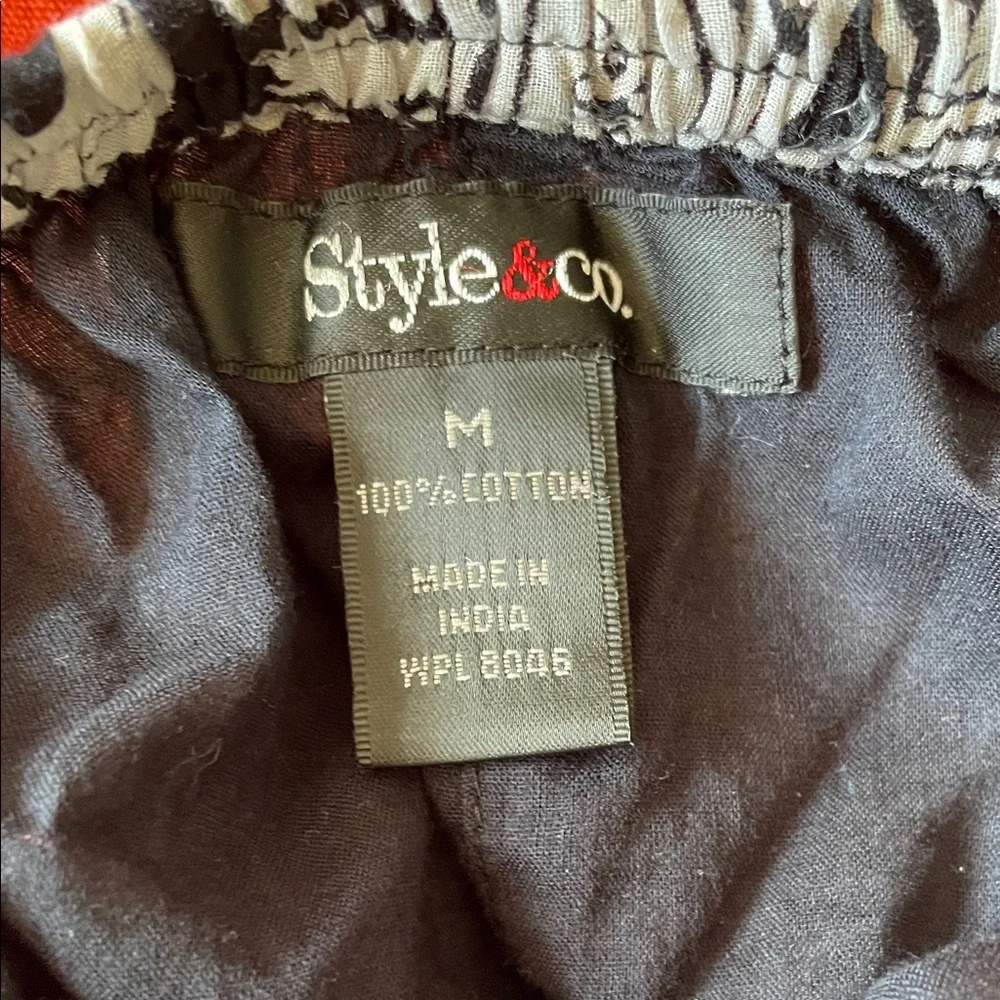 Style&co.
M
100% COTTON
MADE IN
INDIA
WPL 8046